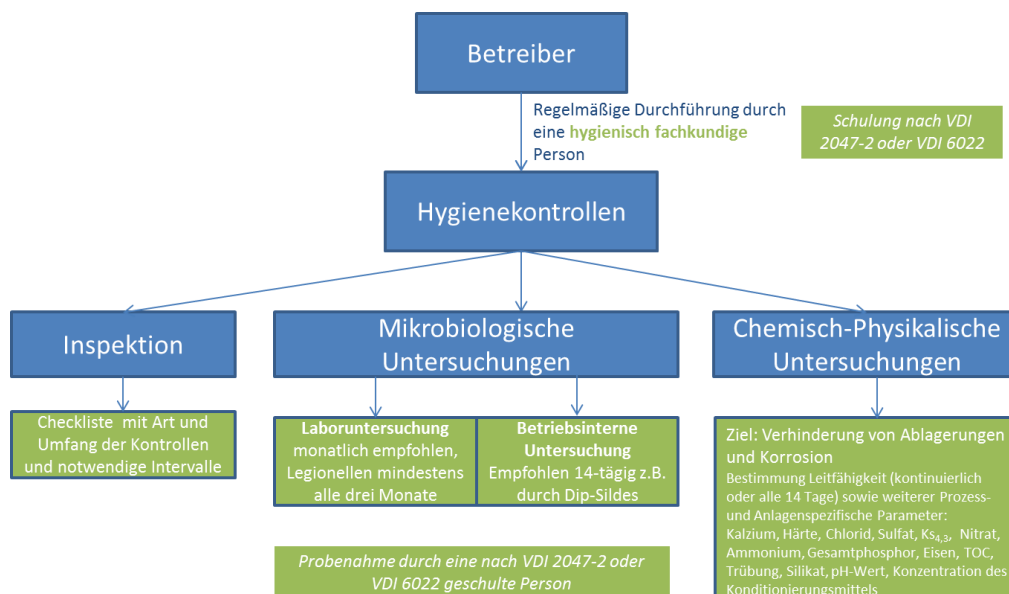 Betreiber
Regelmäßige Durchführung durch
eine hygienisch fachkundige
Person
Schulung nach VDI
2047-2 oder VDI 6022
Hygienekontrollen
Inspektion
Mikrobiologische
Untersuchungen
Chemisch-Physikalische
Untersuchungen
Checkliste mit Art und
Umfang der Kontrollen
und notwendige Intervalle
Laboruntersuchung
monatlich empfohlen,
Legionellen mindestens
alle drei Monate
Betriebsinterne
Untersuchung
Empfohlen 14-tägig z.B.
durch Dip-Sildes
Ziel: Verhinderung von Ablagerungen
und Korrosion
Bestimmung Leitfähigkeit (kontinuierlich
oder alle 14 Tage) sowie weiterer Prozess-
und Anlagenspezifische Parameter:
Kalzium, Härte, Chlorid, Sulfat, Ks4,3, Nitrat,
Ammonium, Gesamtphosphor, Eisen, TOC,
Trübung, Silikat, pH-Wert, Konzentration des
Konditionierungsmittels
Probenahme durch eine nach VDI 2047-2 oder
VDI 6022 geschulte Person